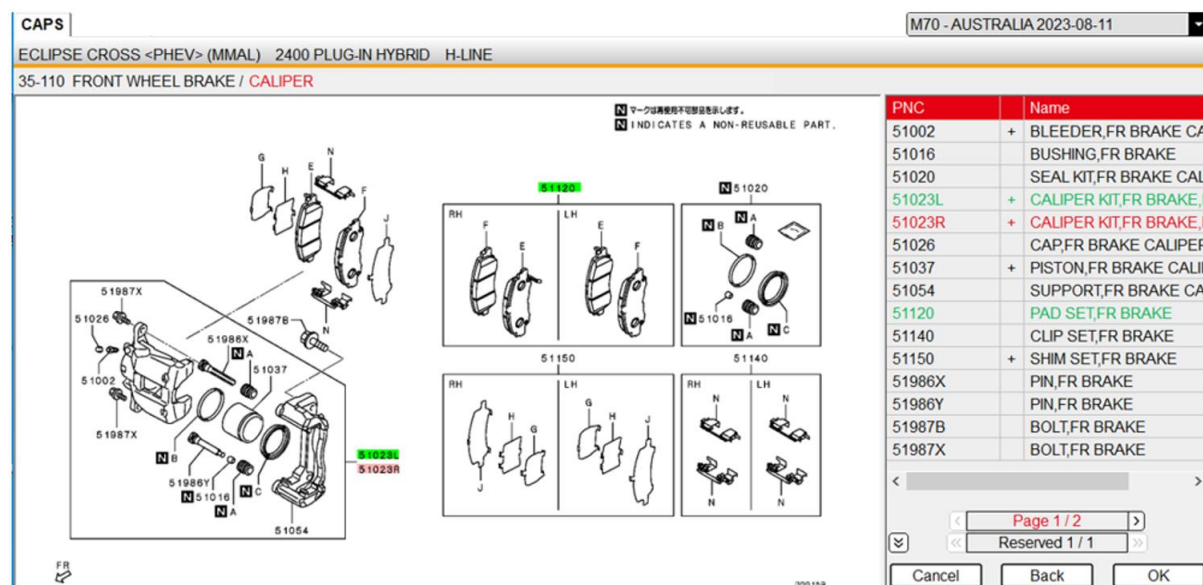 CAPS
M70 - AUSTRALIA 2023-08-11
ECLIPSE CROSS <PHEV> (MMAL) 2400 PLUG-IN HYBRID H-LINE
35-110 FRONT WHEEL BRAKE / CALIPER
N マークは再使用不可部品を示します。
N INDICATES A NON-REUSABLE PART.
G H E N F J
N
51987X
51026
51002
51987X
51987B
51986X
N A
51037
N B
51986Y
N 51016
N A
N C
51054
51023L
51023R
FR
51120
RH LH
F E E F
N 51020
N A
N B
N 51016
N A
N C
51150
RH LH
J H G G H J
51140
RH LH
N N
N N
PNC Name
51002 + BLEEDER,FR BRAKE CA
51016 BUSHING,FR BRAKE
51020 SEAL KIT,FR BRAKE CAL
51023L + CALIPER KIT,FR BRAKE,
51023R + CALIPER KIT,FR BRAKE,
51026 CAP,FR BRAKE CALIPER
51037 + PISTON,FR BRAKE CALI
51054 SUPPORT,FR BRAKE CA
51120 PAD SET,FR BRAKE
51140 CLIP SET,FR BRAKE
51150 + SHIM SET,FR BRAKE
51986X PIN,FR BRAKE
51986Y PIN,FR BRAKE
51987B BOLT,FR BRAKE
51987X BOLT,FR BRAKE
Page 1 / 2
Reserved 1 / 1
Cancel Back OK